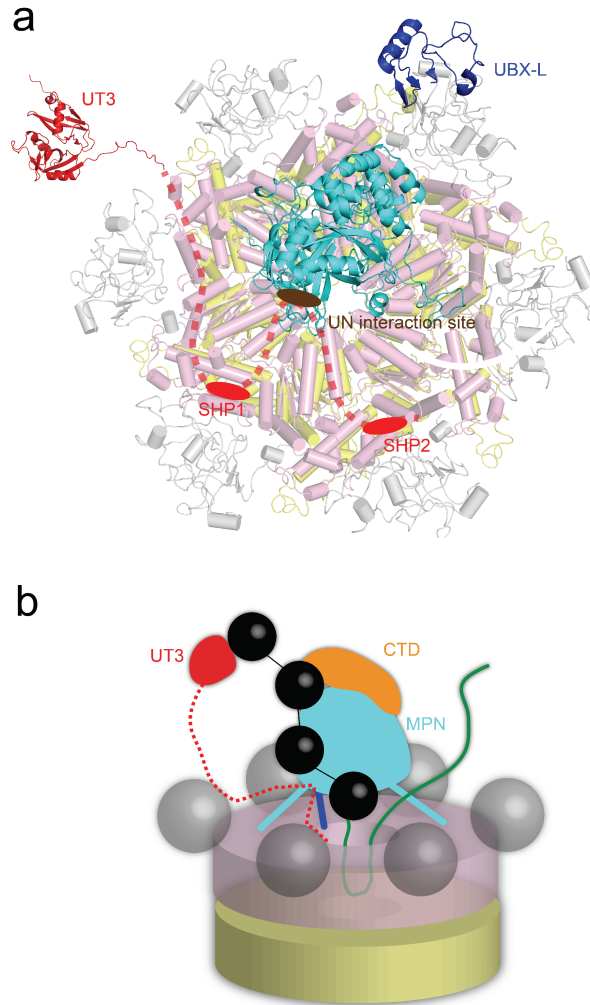 a
UT3
UBX-L
UN interaction site
SHP1
SHP2
b
UT3
CTD
MPN